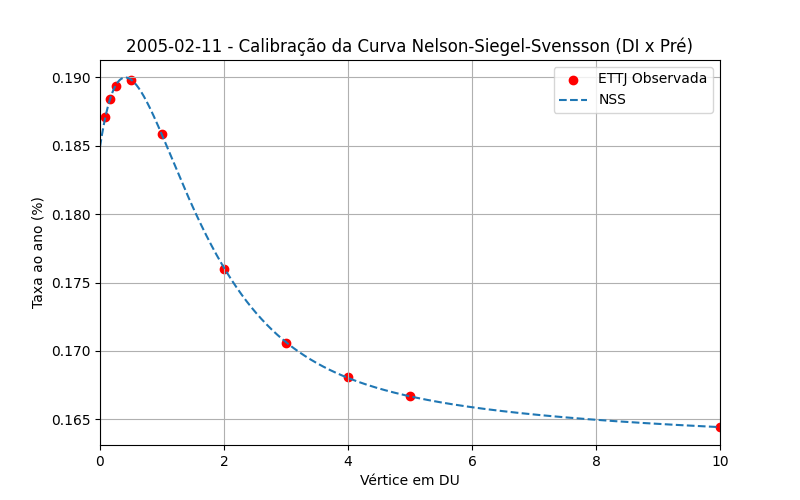 2005-02-11 - Calibração da Curva Nelson-Siegel-Svensson (DI x Pré)
ETTJ Observada
NSS
Taxa ao ano (%)
0.190
0.185
0.180
0.175
0.170
0.165
0 2 4 6 8 10
Vértice em DU